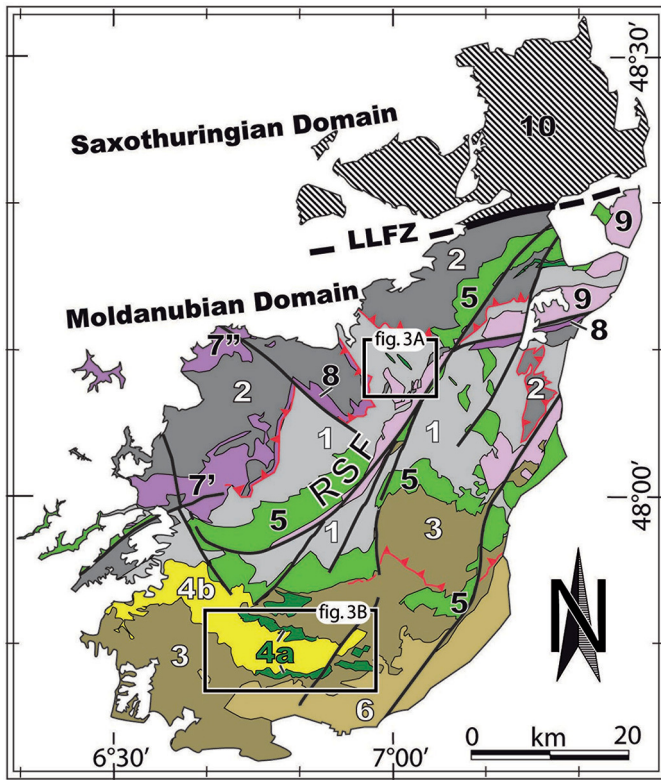 48°30'
10
Saxothuringian Domain
LLFZ
9
2
5
Moldanubian Domain
9
8
fig. 3A
7"
8
2
2
1
1
RSF
7'
5
5
48°00'
1
3
4b
5
fig. 3B
4a
3
6
N
6°30' 7°00' 0 km 20